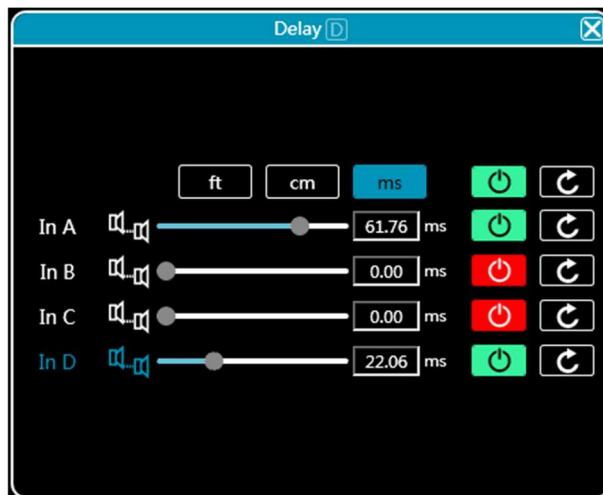 Delay D
ft cm ms
In A 61.76 ms
In B 0.00 ms
In C 0.00 ms
In D 22.06 ms